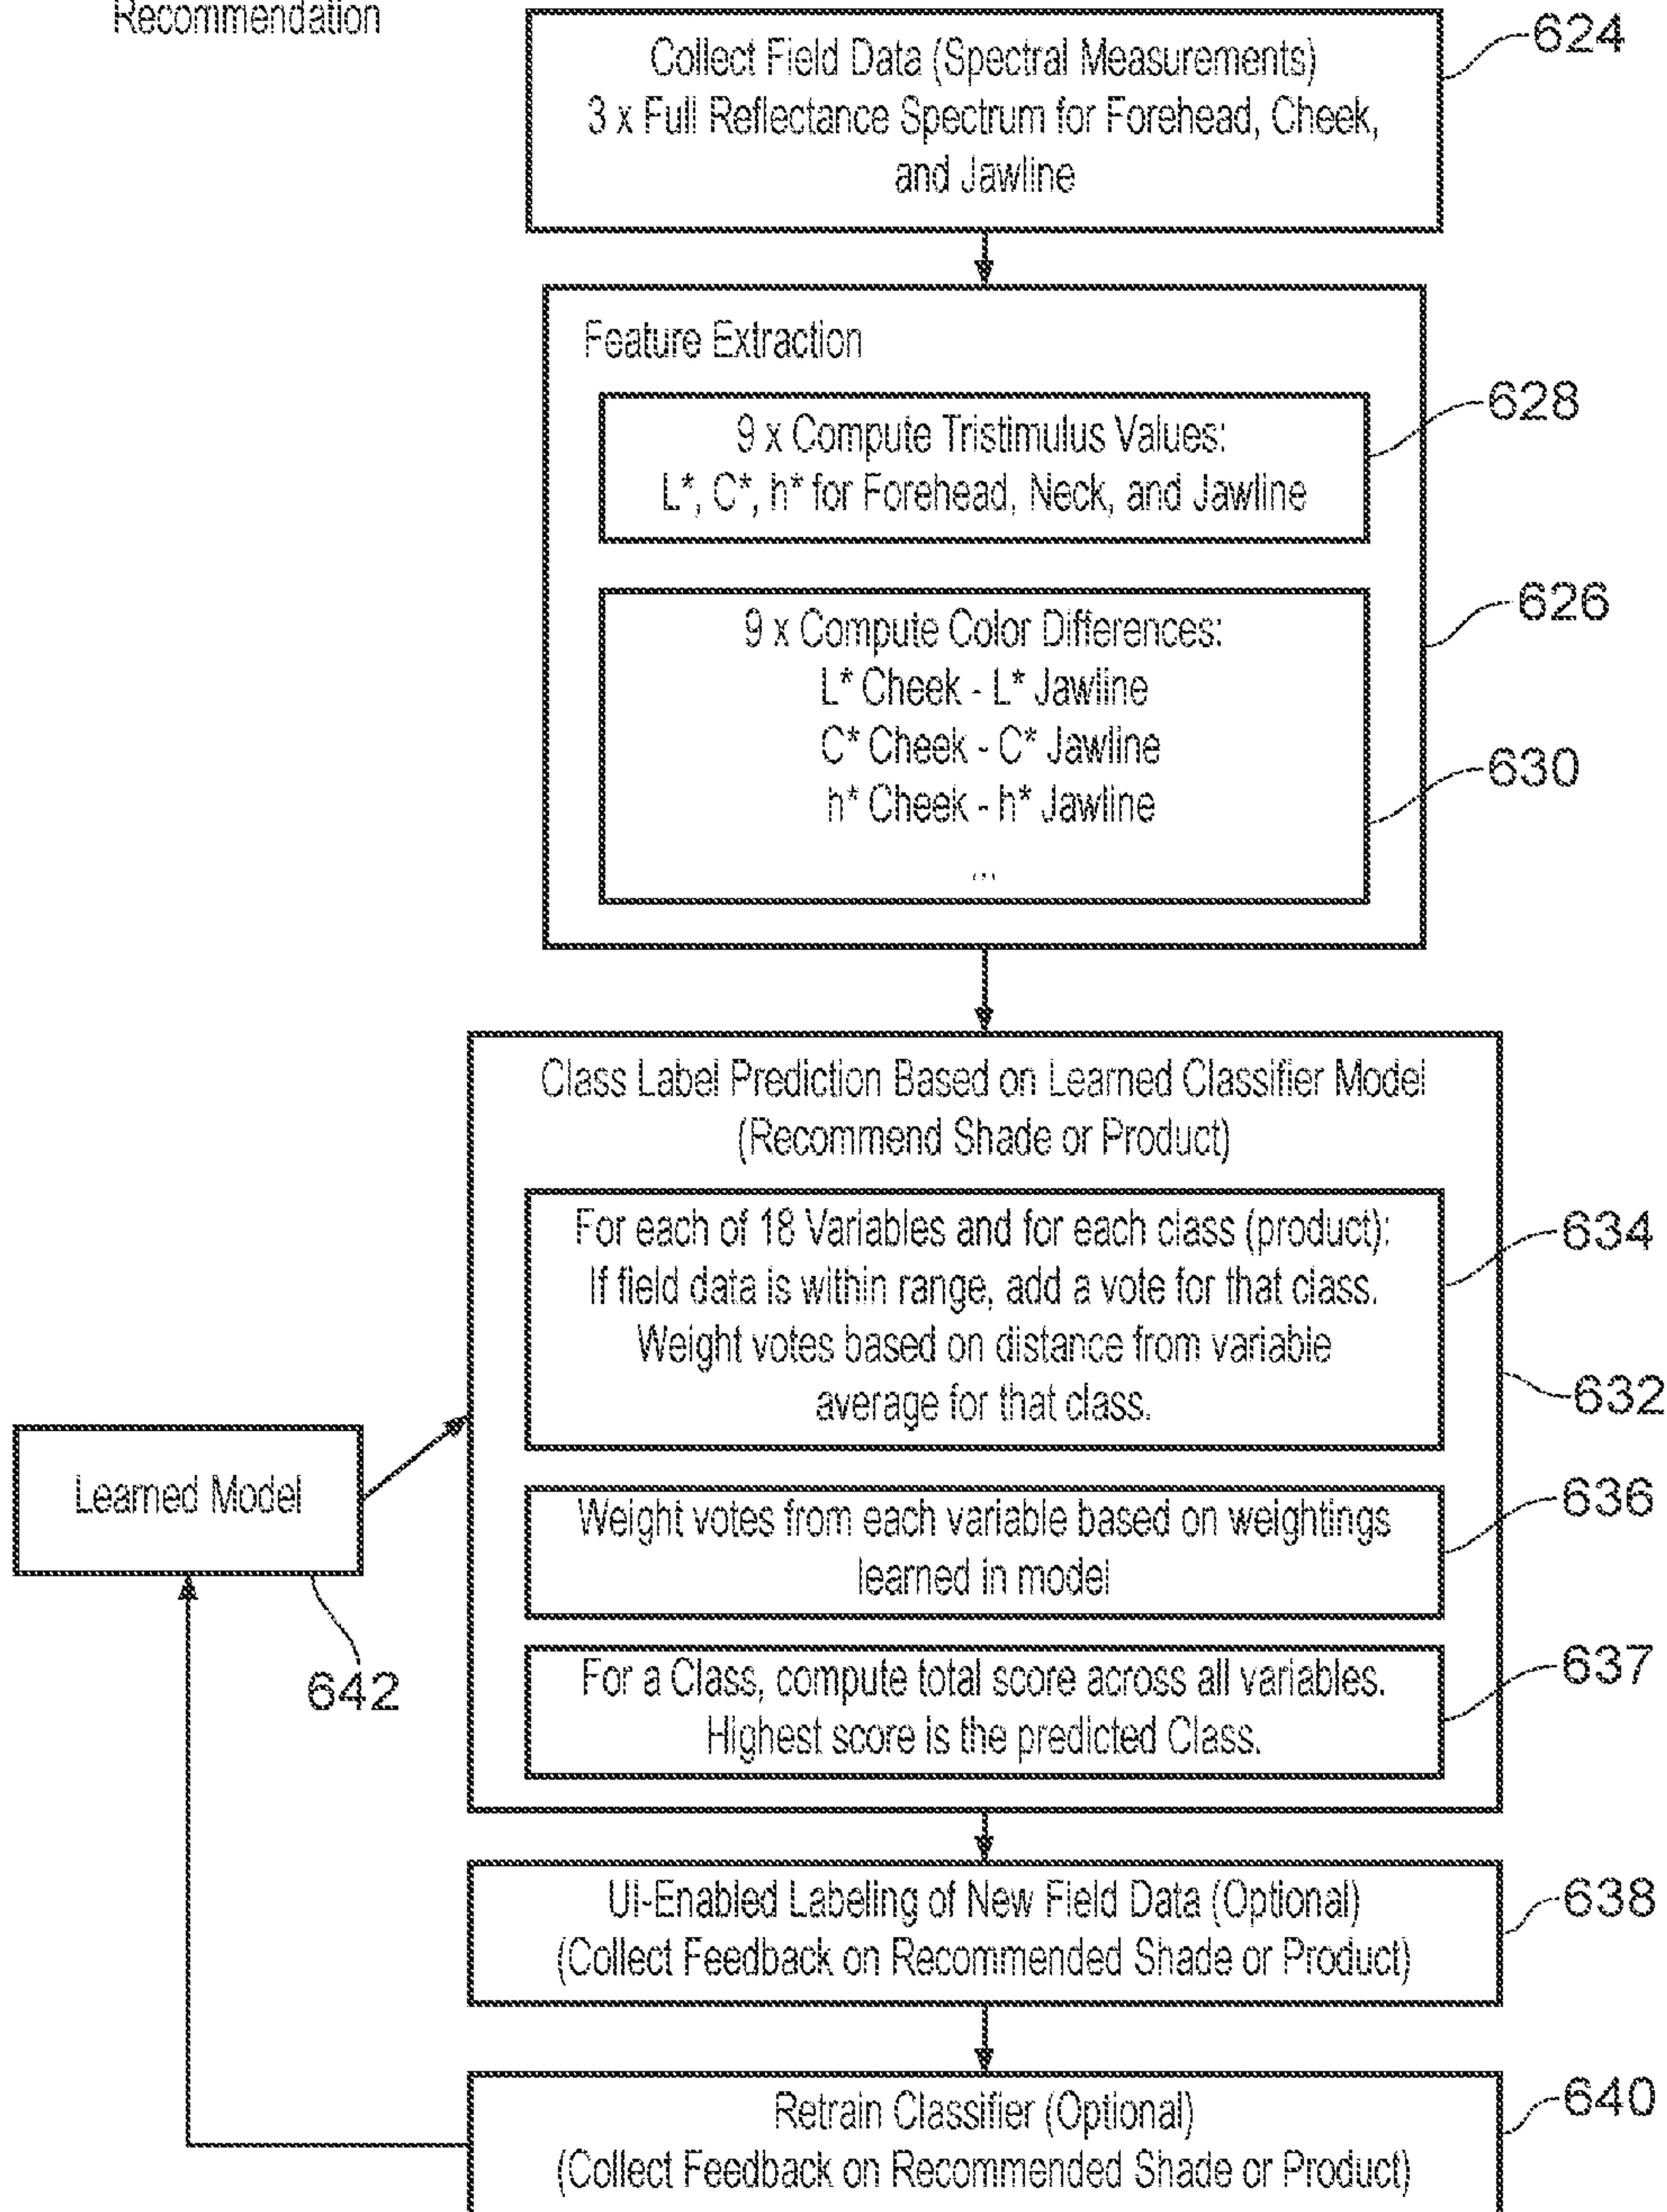 Recommendation
Collect Field Data (Spectral Measurements)
3 x Full Reflectance Spectrum for Forehead, Cheek,
and Jawline
624
Feature Extraction
9 x Compute Tristimulus Values:
L*, C*, h* for Forehead, Neck, and Jawline
628
626
9 x Compute Color Differences:
L* Cheek - L* Jawline
C* Cheek - C* Jawline
h* Cheek - h* Jawline
...
630
Class Label Prediction Based on Learned Classifier Model
(Recommend Shade or Product)
For each of 18 Variables and for each class (product):
If field data is within range, add a vote for that class.
Weight votes based on distance from variable
average for that class.
634
632
Learned Model
642
Weight votes from each variable based on weightings
learned in model
636
For a Class, compute total score across all variables.
Highest score is the predicted Class.
637
UI-Enabled Labeling of New Field Data (Optional)
(Collect Feedback on Recommended Shade or Product)
638
Retrain Classifier (Optional)
(Collect Feedback on Recommended Shade or Product)
640